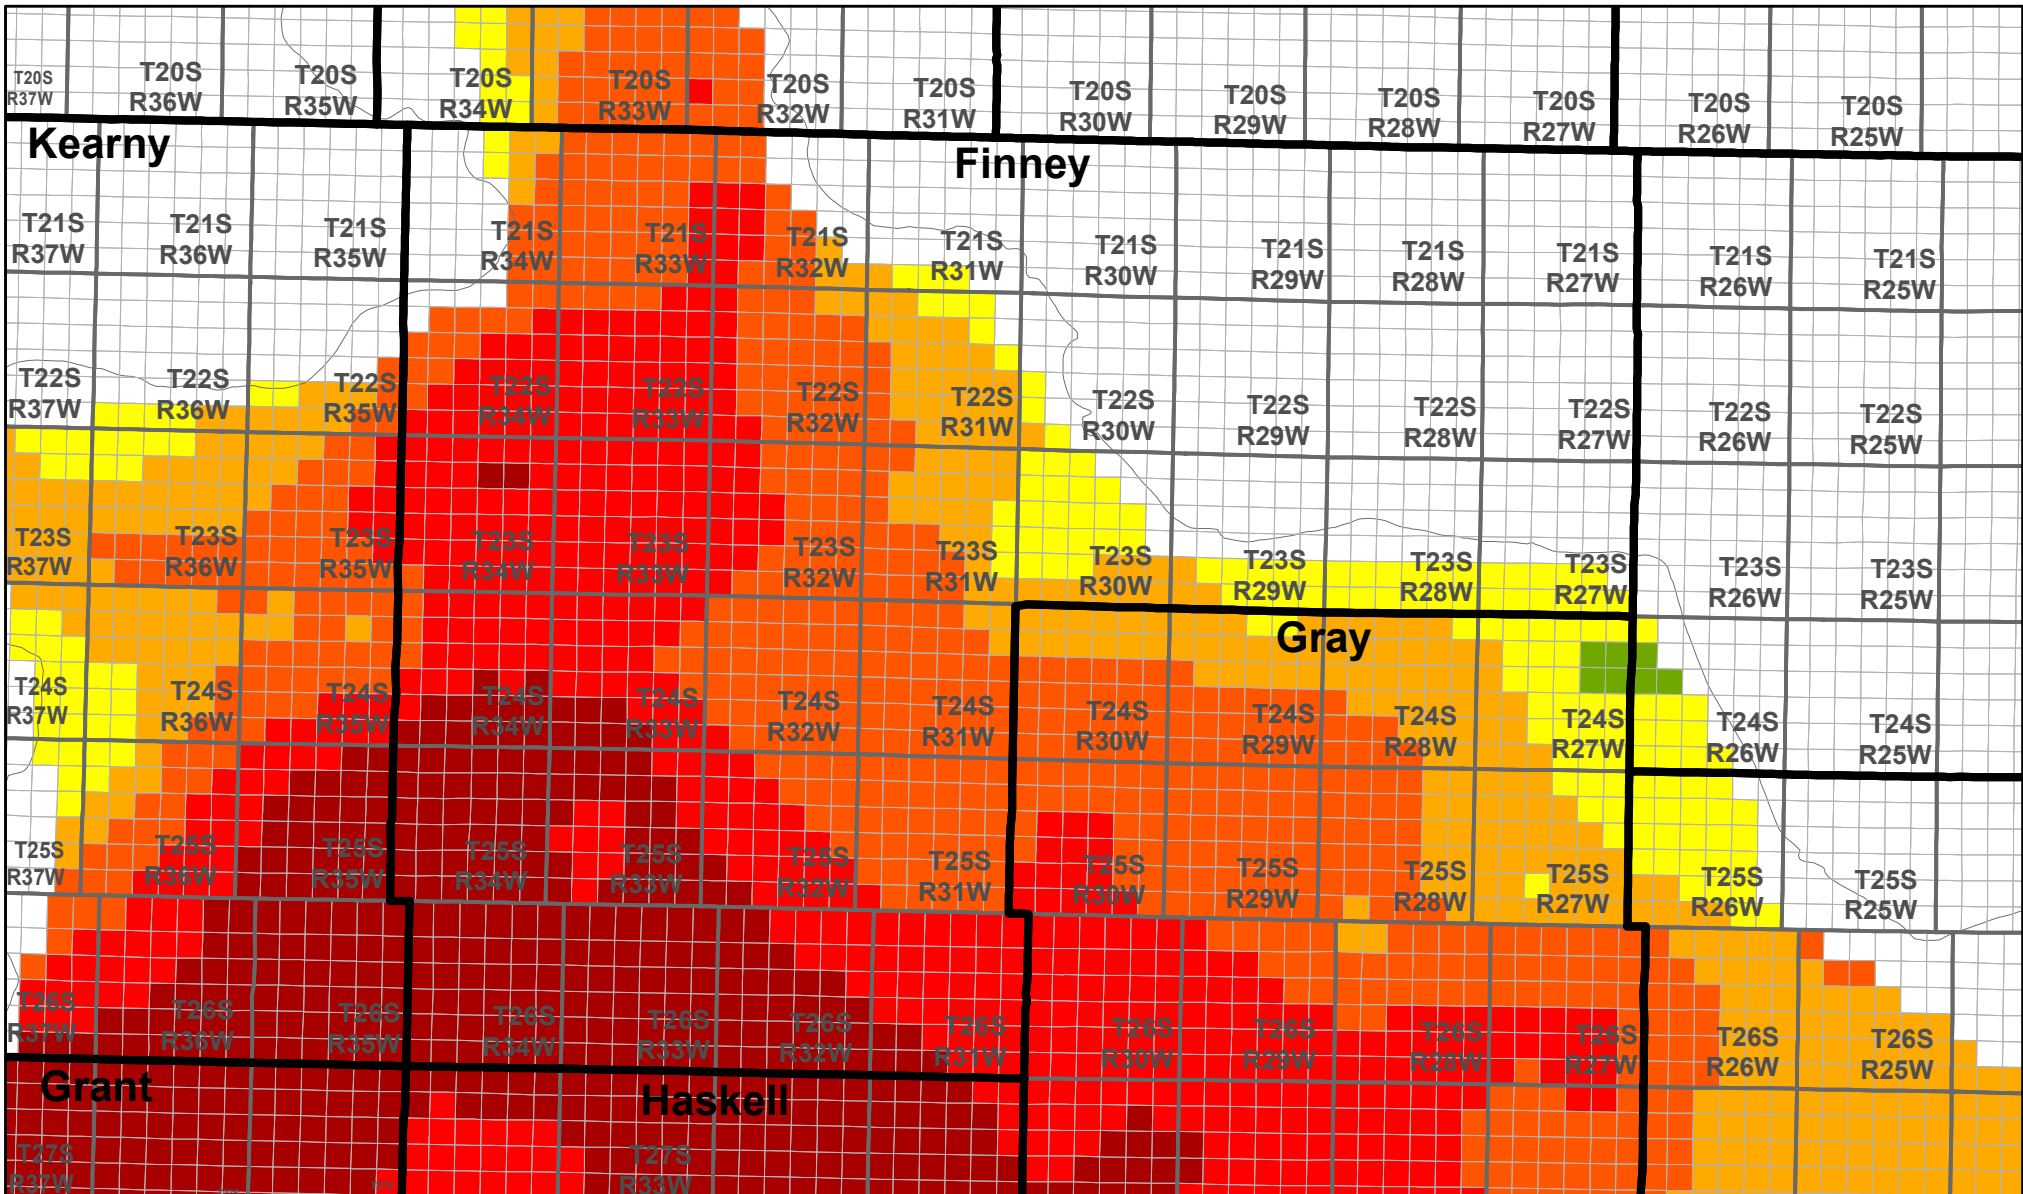 T20S
R37W
T20S
R36W
T20S
R35W
T20S
R34W
T20S
R33W
T20S
R32W
T20S
R31W
T20S
R30W
T20S
R29W
T20S
R28W
T20S
R27W
T20S
R26W
T20S
R25W
Kearny
Finney
T21S
R37W
T21S
R36W
T21S
R35W
T21S
R34W
T21S
R33W
T21S
R32W
T21S
R31W
T21S
R30W
T21S
R29W
T21S
R28W
T21S
R27W
T21S
R26W
T21S
R25W
T22S
R37W
T22S
R36W
T22S
R35W
T22S
R34W
T22S
R33W
T22S
R32W
T22S
R31W
T22S
R30W
T22S
R29W
T22S
R28W
T22S
R27W
T22S
R26W
T22S
R25W
T23S
R37W
T23S
R36W
T23S
R35W
T23S
R34W
T23S
R33W
T23S
R32W
T23S
R31W
T23S
R30W
T23S
R29W
T23S
R28W
T23S
R27W
T23S
R26W
T23S
R25W
Gray
T24S
R37W
T24S
R36W
T24S
R35W
T24S
R34W
T24S
R33W
T24S
R32W
T24S
R31W
T24S
R30W
T24S
R29W
T24S
R28W
T24S
R27W
T24S
R26W
T24S
R25W
T25S
R37W
T25S
R36W
T25S
R35W
T25S
R34W
T25S
R33W
T25S
R32W
T25S
R31W
T25S
R30W
T25S
R29W
T25S
R28W
T25S
R27W
T25S
R26W
T25S
R25W
T26S
R37W
T26S
R36W
T26S
R35W
T26S
R34W
T26S
R33W
T26S
R32W
T26S
R31W
T26S
R30W
T26S
R29W
T26S
R28W
T26S
R27W
T26S
R26W
T26S
R25W
Grant
Haskell
T27S
R37W
T27S
R33W